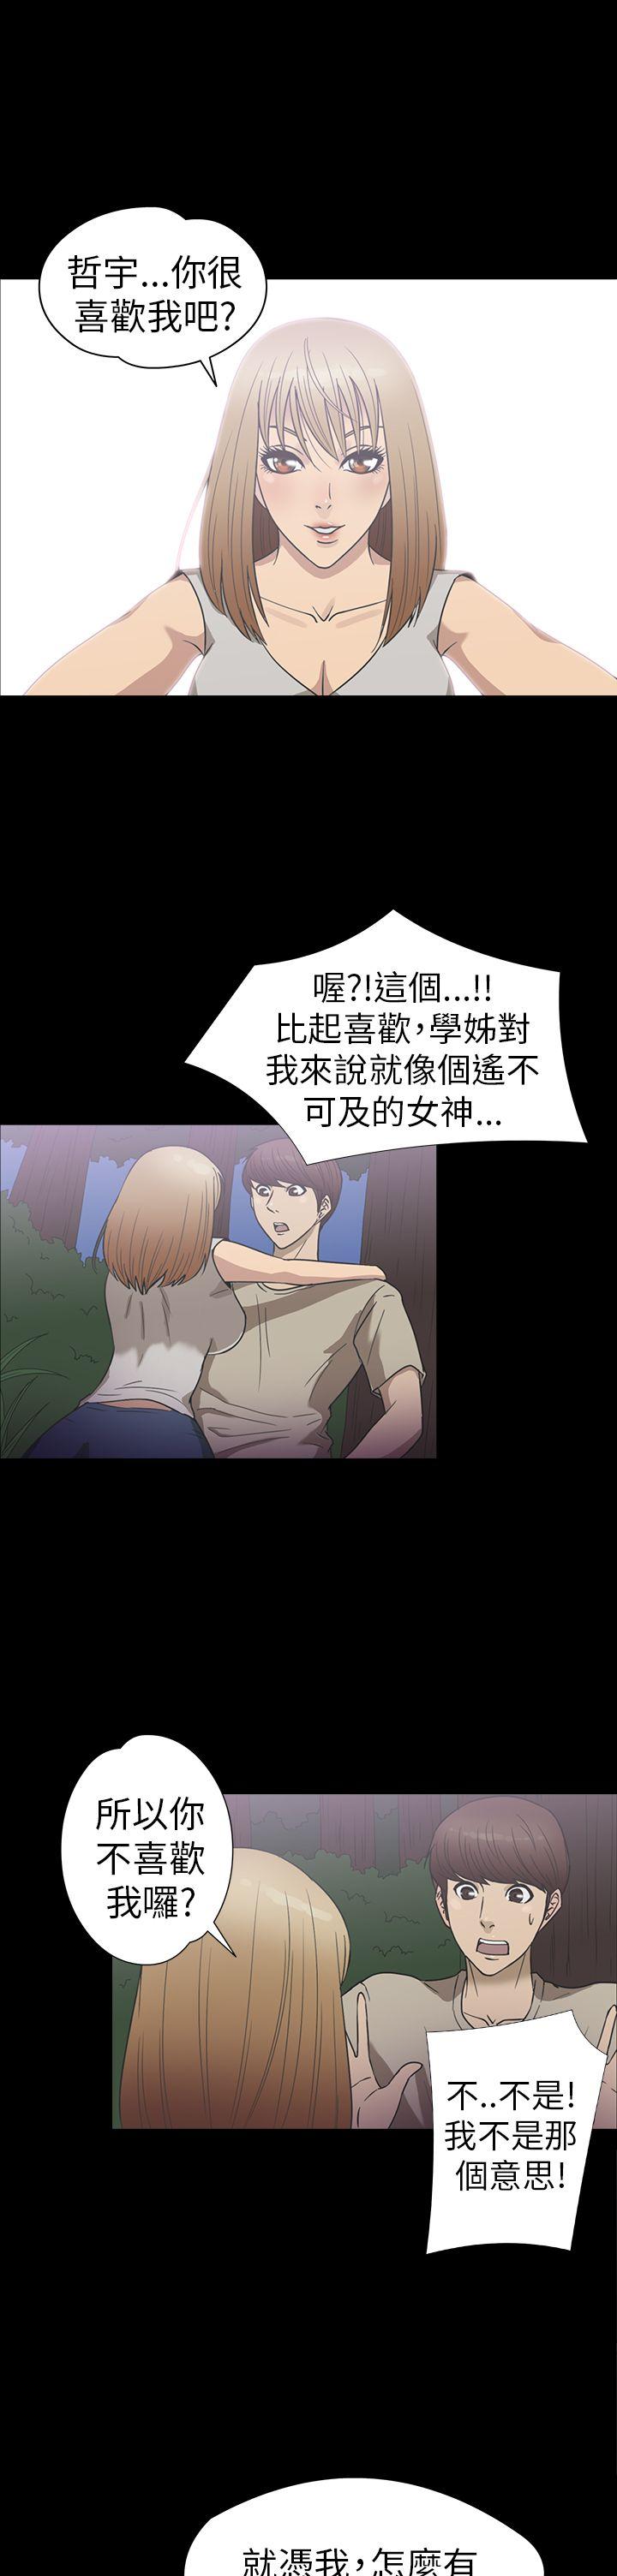 哲宇...你很
喜歡我吧?
喔?!這個...!!
比起喜歡,學姊對
我來說就像個遙不
可及的女神...
所以你
不喜歡
我囉?
不..不是!
我不是那
個意思!
就憑我,怎麼有